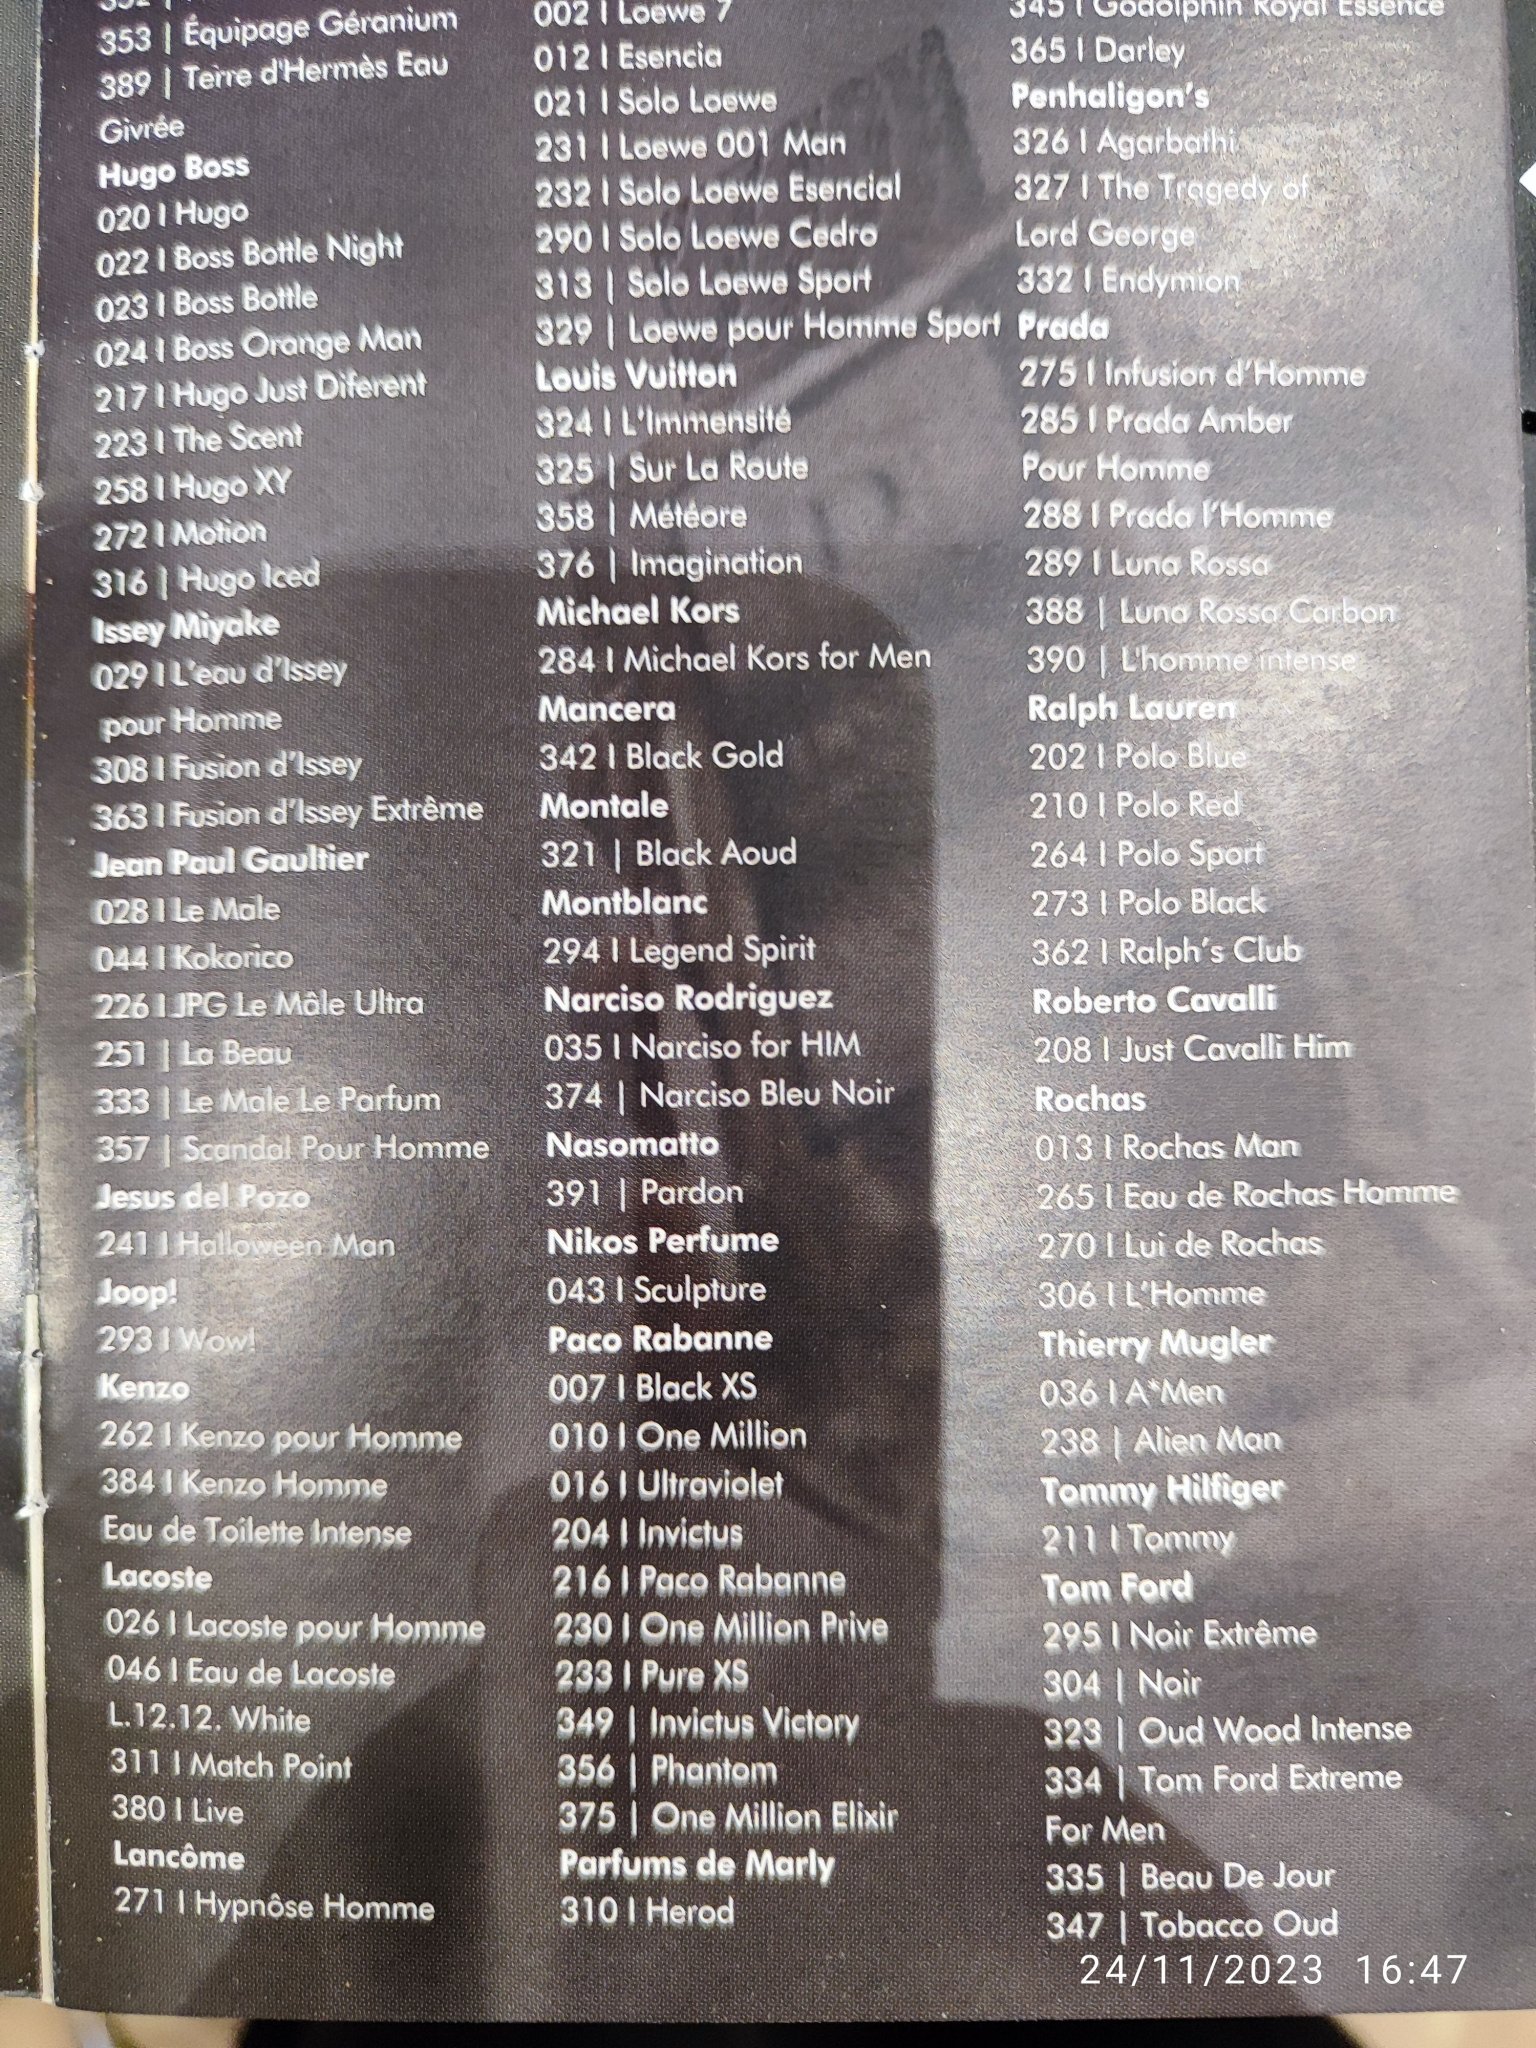 353 | Équipage Géranium
389 | Terre d'Hermès Eau
Givrée
Hugo Boss
020 I Hugo
022 I Boss Bottle Night
023 I Boss Bottle
024 I Boss Orange Man
217 I Hugo Just Diferent
223 I The Scent
258 I Hugo XY
272 I Motion
316 | Hugo Iced
Issey Miyake
029 I L'eau d'Issey
pour Homme
308 I Fusion d'Issey
363 I Fusion d'Issey Extrême
Jean Paul Gaultier
028 I Le Male
044 I Kokorico
226 I JPG Le Mâle Ultra
251 | La Beau
333 | Le Male Le Parfum
357 | Scandal Pour Homme
Jesus del Pozo
241 I Halloween Man
Joop!
293 I Wow!
Kenzo
262 I Kenzo pour Homme
384 I Kenzo Homme
Eau de Toilette Intense
Lacoste
026 I Lacoste pour Homme
046 I Eau de Lacoste
L.12.12. White
311 I Match Point
380 I Live
Lancôme
271 I Hypnôse Homme
002 I Loewe 7
012 I Esencia
021 I Solo Loewe
231 I Loewe 001 Man
232 I Solo Loewe Esencial
290 I Solo Loewe Cedro
313 | Solo Loewe Sport
329 | Loewe pour Homme Sport
Louis Vuitton
324 I L'Immensité
325 | Sur La Route
358 | Météore
376 | Imagination
Michael Kors
284 I Michael Kors for Men
Mancera
342 I Black Gold
Montale
321 | Black Aoud
Montblanc
294 I Legend Spirit
Narciso Rodriguez
035 I Narciso for HIM
374 | Narciso Bleu Noir
Nasomatto
391 | Pardon
Nikos Perfume
043 I Sculpture
Paco Rabanne
007 I Black XS
010 I One Million
016 I Ultraviolet
204 I Invictus
216 I Paco Rabanne
230 I One Million Prive
233 I Pure XS
349 | Invictus Victory
356 | Phantom
375 | One Million Elixir
Parfums de Marly
310 I Herod
345 I Godolphin Royal Essence
365 I Darley
Penhaligon's
326 I Agarbathi
327 I The Tragedy of
Lord George
332 I Endymion
Prada
275 I Infusion d'Homme
285 I Prada Amber
Pour Homme
288 I Prada l'Homme
289 I Luna Rossa
388 | Luna Rossa Carbon
390 | L'homme intense
Ralph Lauren
202 I Polo Blue
210 I Polo Red
264 I Polo Sport
273 I Polo Black
362 I Ralph's Club
Roberto Cavalli
208 I Just Cavalli Him
Rochas
013 I Rochas Man
265 I Eau de Rochas Homme
270 I Lui de Rochas
306 I L'Homme
Thierry Mugler
036 I A*Men
238 | Alien Man
Tommy Hilfiger
211 I Tommy
Tom Ford
295 I Noir Extrême
304 | Noir
323 | Oud Wood Intense
334 | Tom Ford Extreme
For Men
335 | Beau De Jour
347 | Tobacco Oud
24/11/2023 16:47